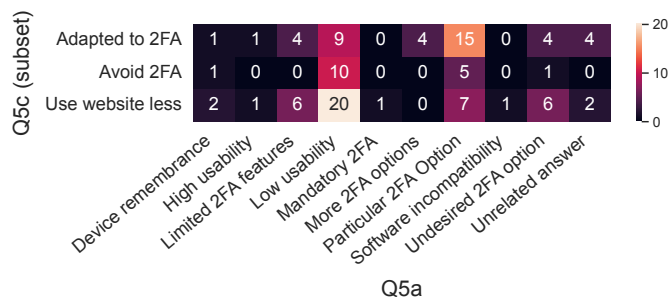 Q5c (subset)
Adapted to 2FA 1 1 4 9 0 4 15 0 4 4
Avoid 2FA 1 0 0 10 0 0 5 0 1 0
Use website less 2 1 6 20 1 0 7 1 6 2
20
10
0
Device remembrance
High usability
Limited 2FA features
Low usability
Mandatory 2FA
More 2FA options
Particular 2FA Option
Software incompatibility
Undesired 2FA option
Unrelated answer
Q5a